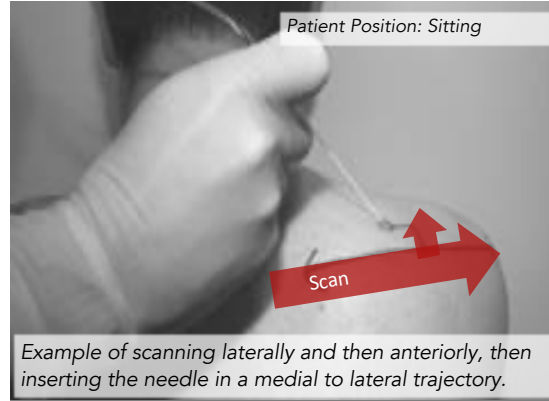 Patient Position: Sitting
Scan
Example of scanning laterally and then anteriorly, then
inserting the needle in a medial to lateral trajectory.